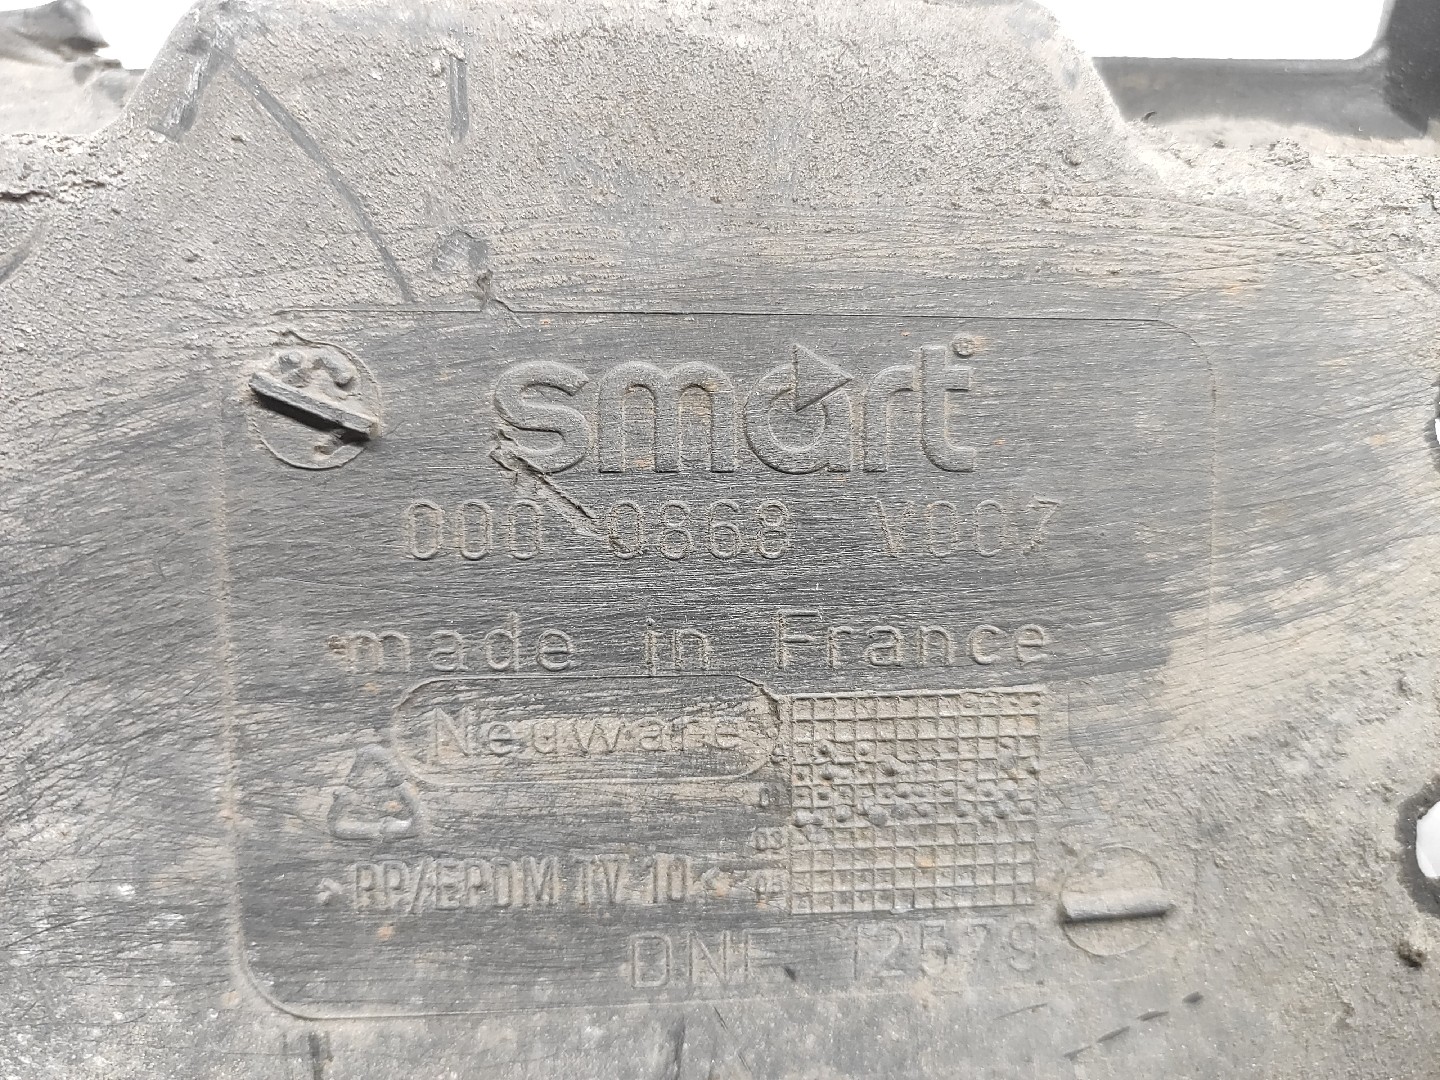 smart
000 0868 V007
made in France
Neuware
>PP/EPDM TV 10<
DNF 12579